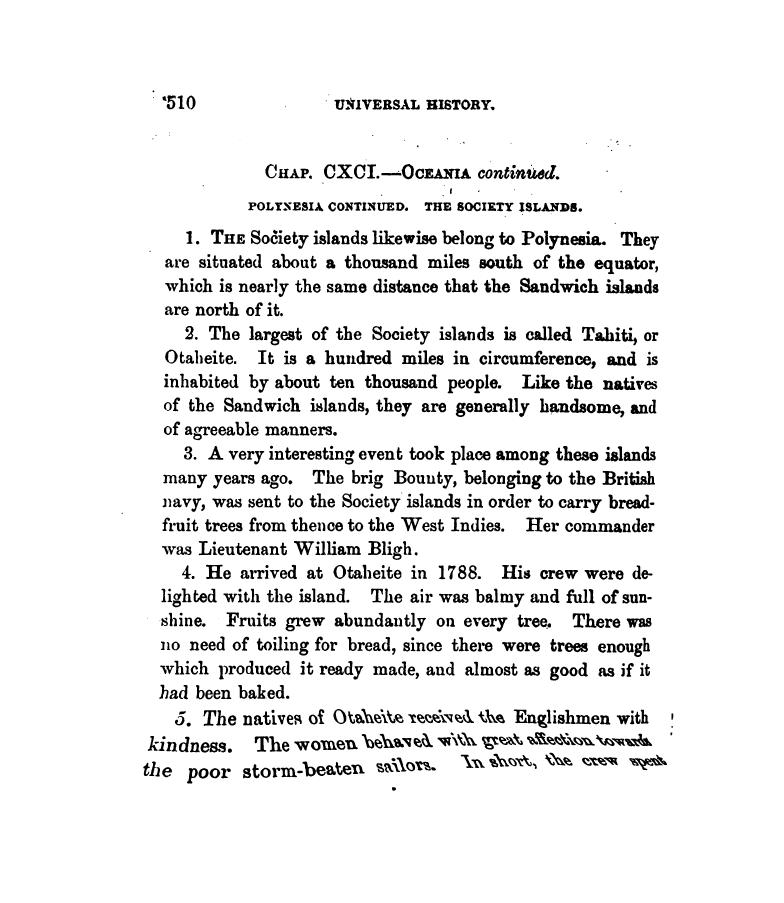 510 UNIVERSAL HISTORY.
CHAP. CXCI.—OCEANIA continued.
POLYNESIA CONTINUED. THE SOCIETY ISLANDS.
1. THE Society islands likewise belong to Polynesia. They
are situated about a thousand miles south of the equator,
which is nearly the same distance that the Sandwich islands
are north of it.
2. The largest of the Society islands is called Tahiti, or
Otaheite. It is a hundred miles in circumference, and is
inhabited by about ten thousand people. Like the natives
of the Sandwich islands, they are generally handsome, and
of agreeable manners.
3. A very interesting event took place among these islands
many years ago. The brig Bounty, belonging to the British
navy, was sent to the Society islands in order to carry bread-
fruit trees from thence to the West Indies. Her commander
was Lieutenant William Bligh.
4. He arrived at Otaheite in 1788. His crew were de-
lighted with the island. The air was balmy and full of sun-
shine. Fruits grew abundantly on every tree. There was
no need of toiling for bread, since there were trees enough
which produced it ready made, and almost as good as if it
had been baked.
5. The natives of Otaheite received the Englishmen with
kindness. The women behaved with great affection towards
the poor storm-beaten sailors. In short, the crew spent